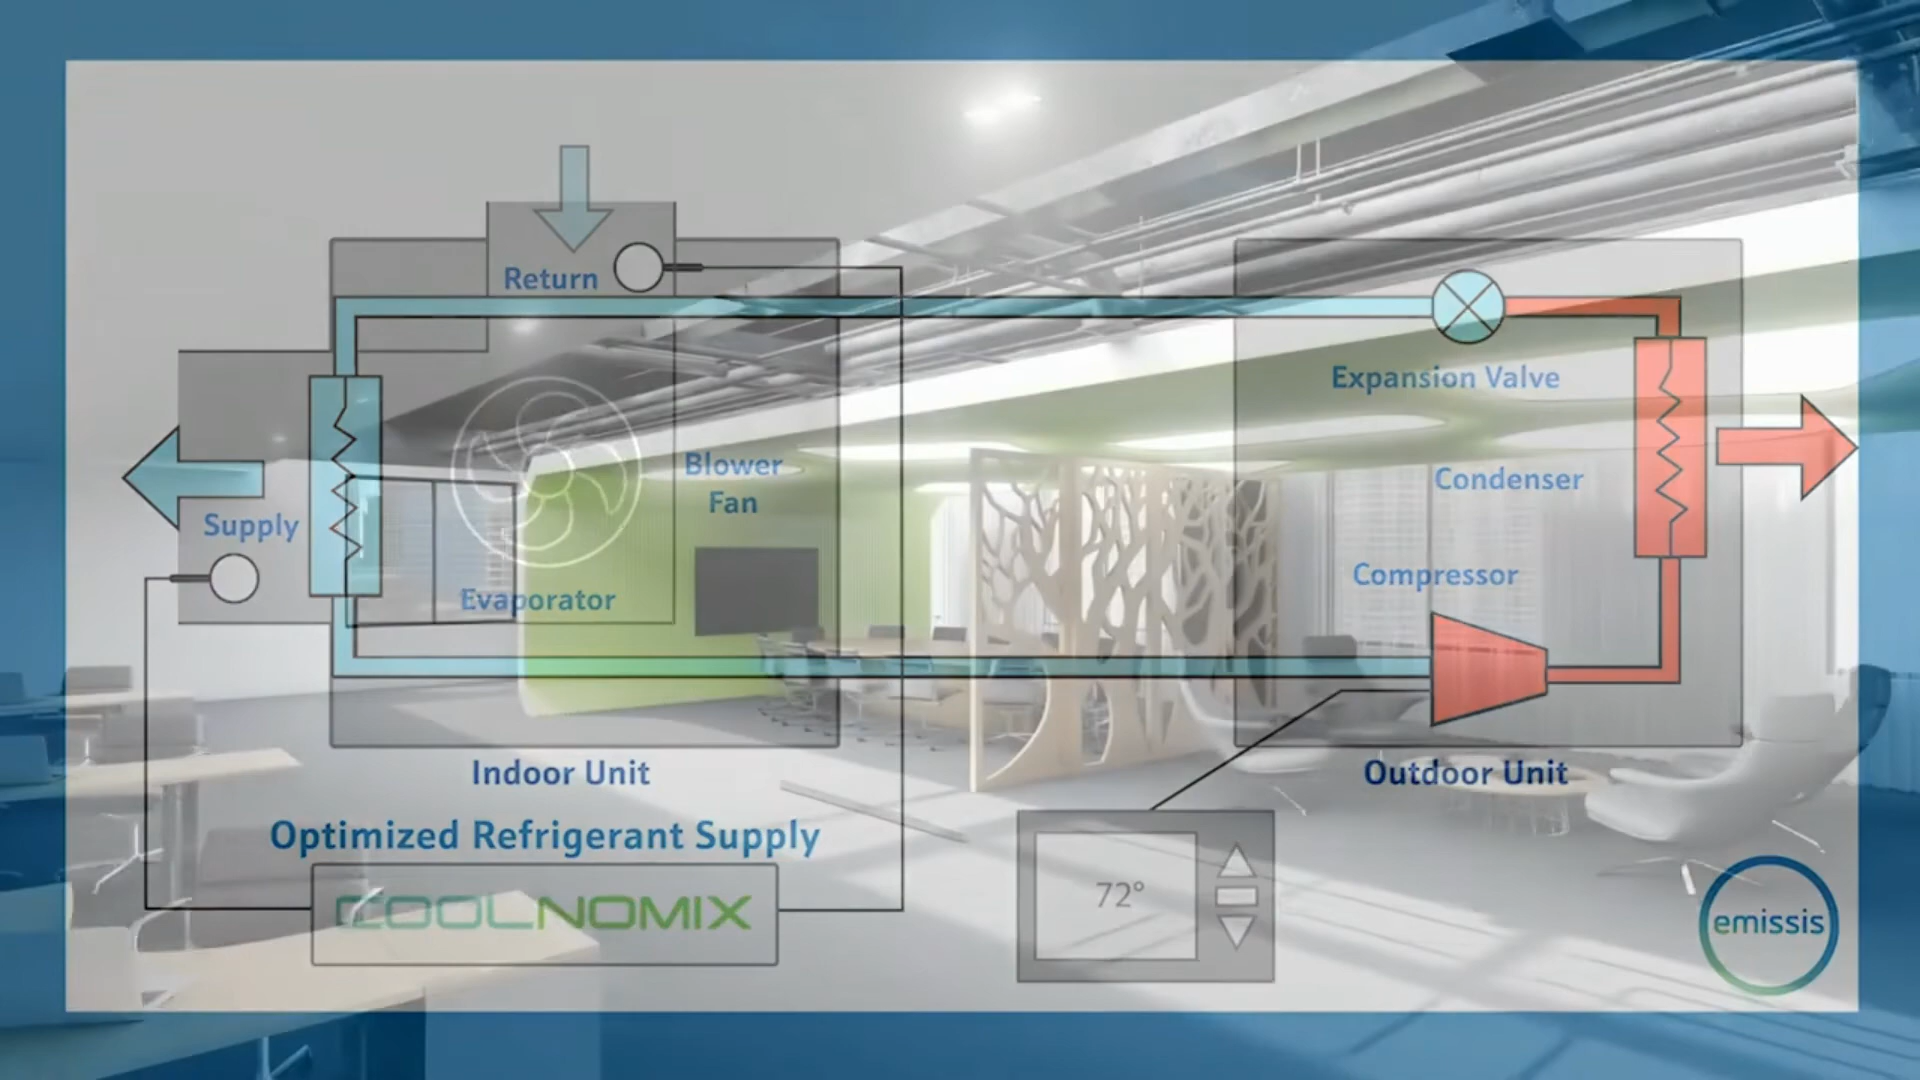 Return
Expansion Valve
Blower
Fan
Condenser
Supply
Compressor
Evaporator
Indoor Unit
Outdoor Unit
Optimized Refrigerant Supply
COOLNOMIX
72°
emissis